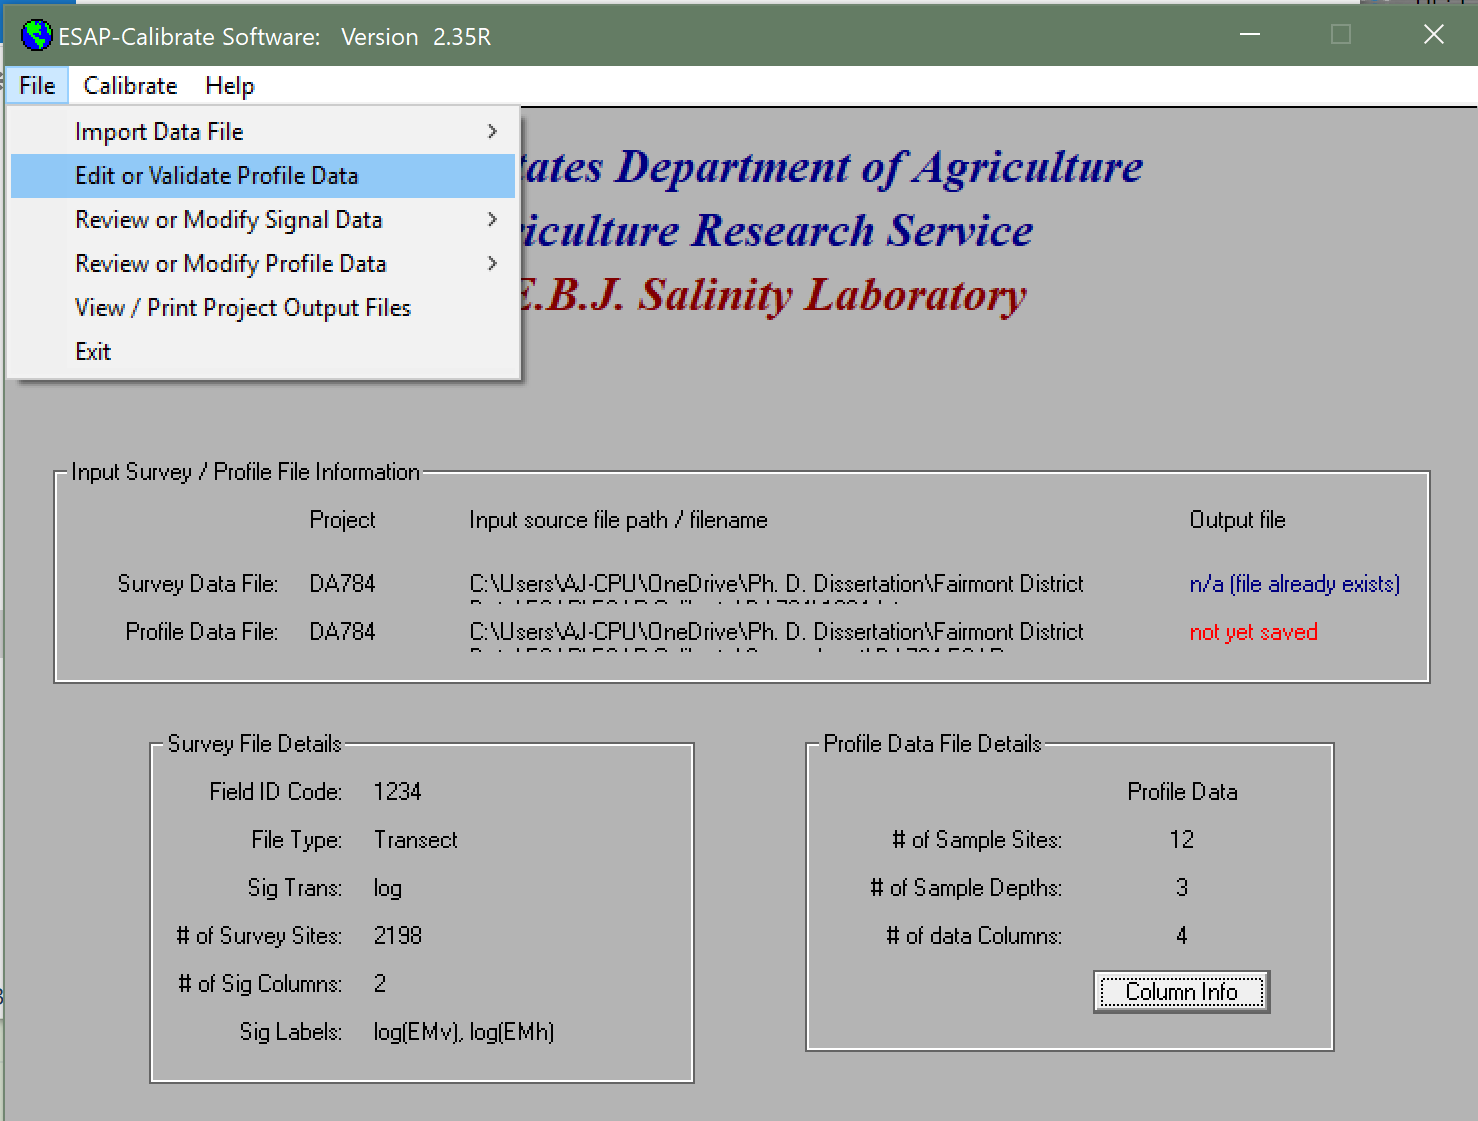 ESAP-Calibrate Software: Version 2.35R
File Calibrate Help
Import Data File
Edit or Validate Profile Data
Review or Modify Signal Data
Review or Modify Profile Data
View / Print Project Output Files
Exit
tates Department of Agriculture
riculture Research Service
E.B.J. Salinity Laboratory
Input Survey / Profile File Information
Project Input source file path / filename Output file
Survey Data File: DA784 C:\Users\AJ-CPU\OneDrive\Ph. D. Dissertation\Fairmont District n/a (file already exists)
Profile Data File: DA784 C:\Users\AJ-CPU\OneDrive\Ph. D. Dissertation\Fairmont District not yet saved
Survey File Details
Field ID Code: 1234
File Type: Transect
Sig Trans: log
# of Survey Sites: 2198
# of Sig Columns: 2
Sig Labels: log(EMv), log(EMh)
Profile Data File Details
Profile Data
# of Sample Sites: 12
# of Sample Depths: 3
# of data Columns: 4
Column Info